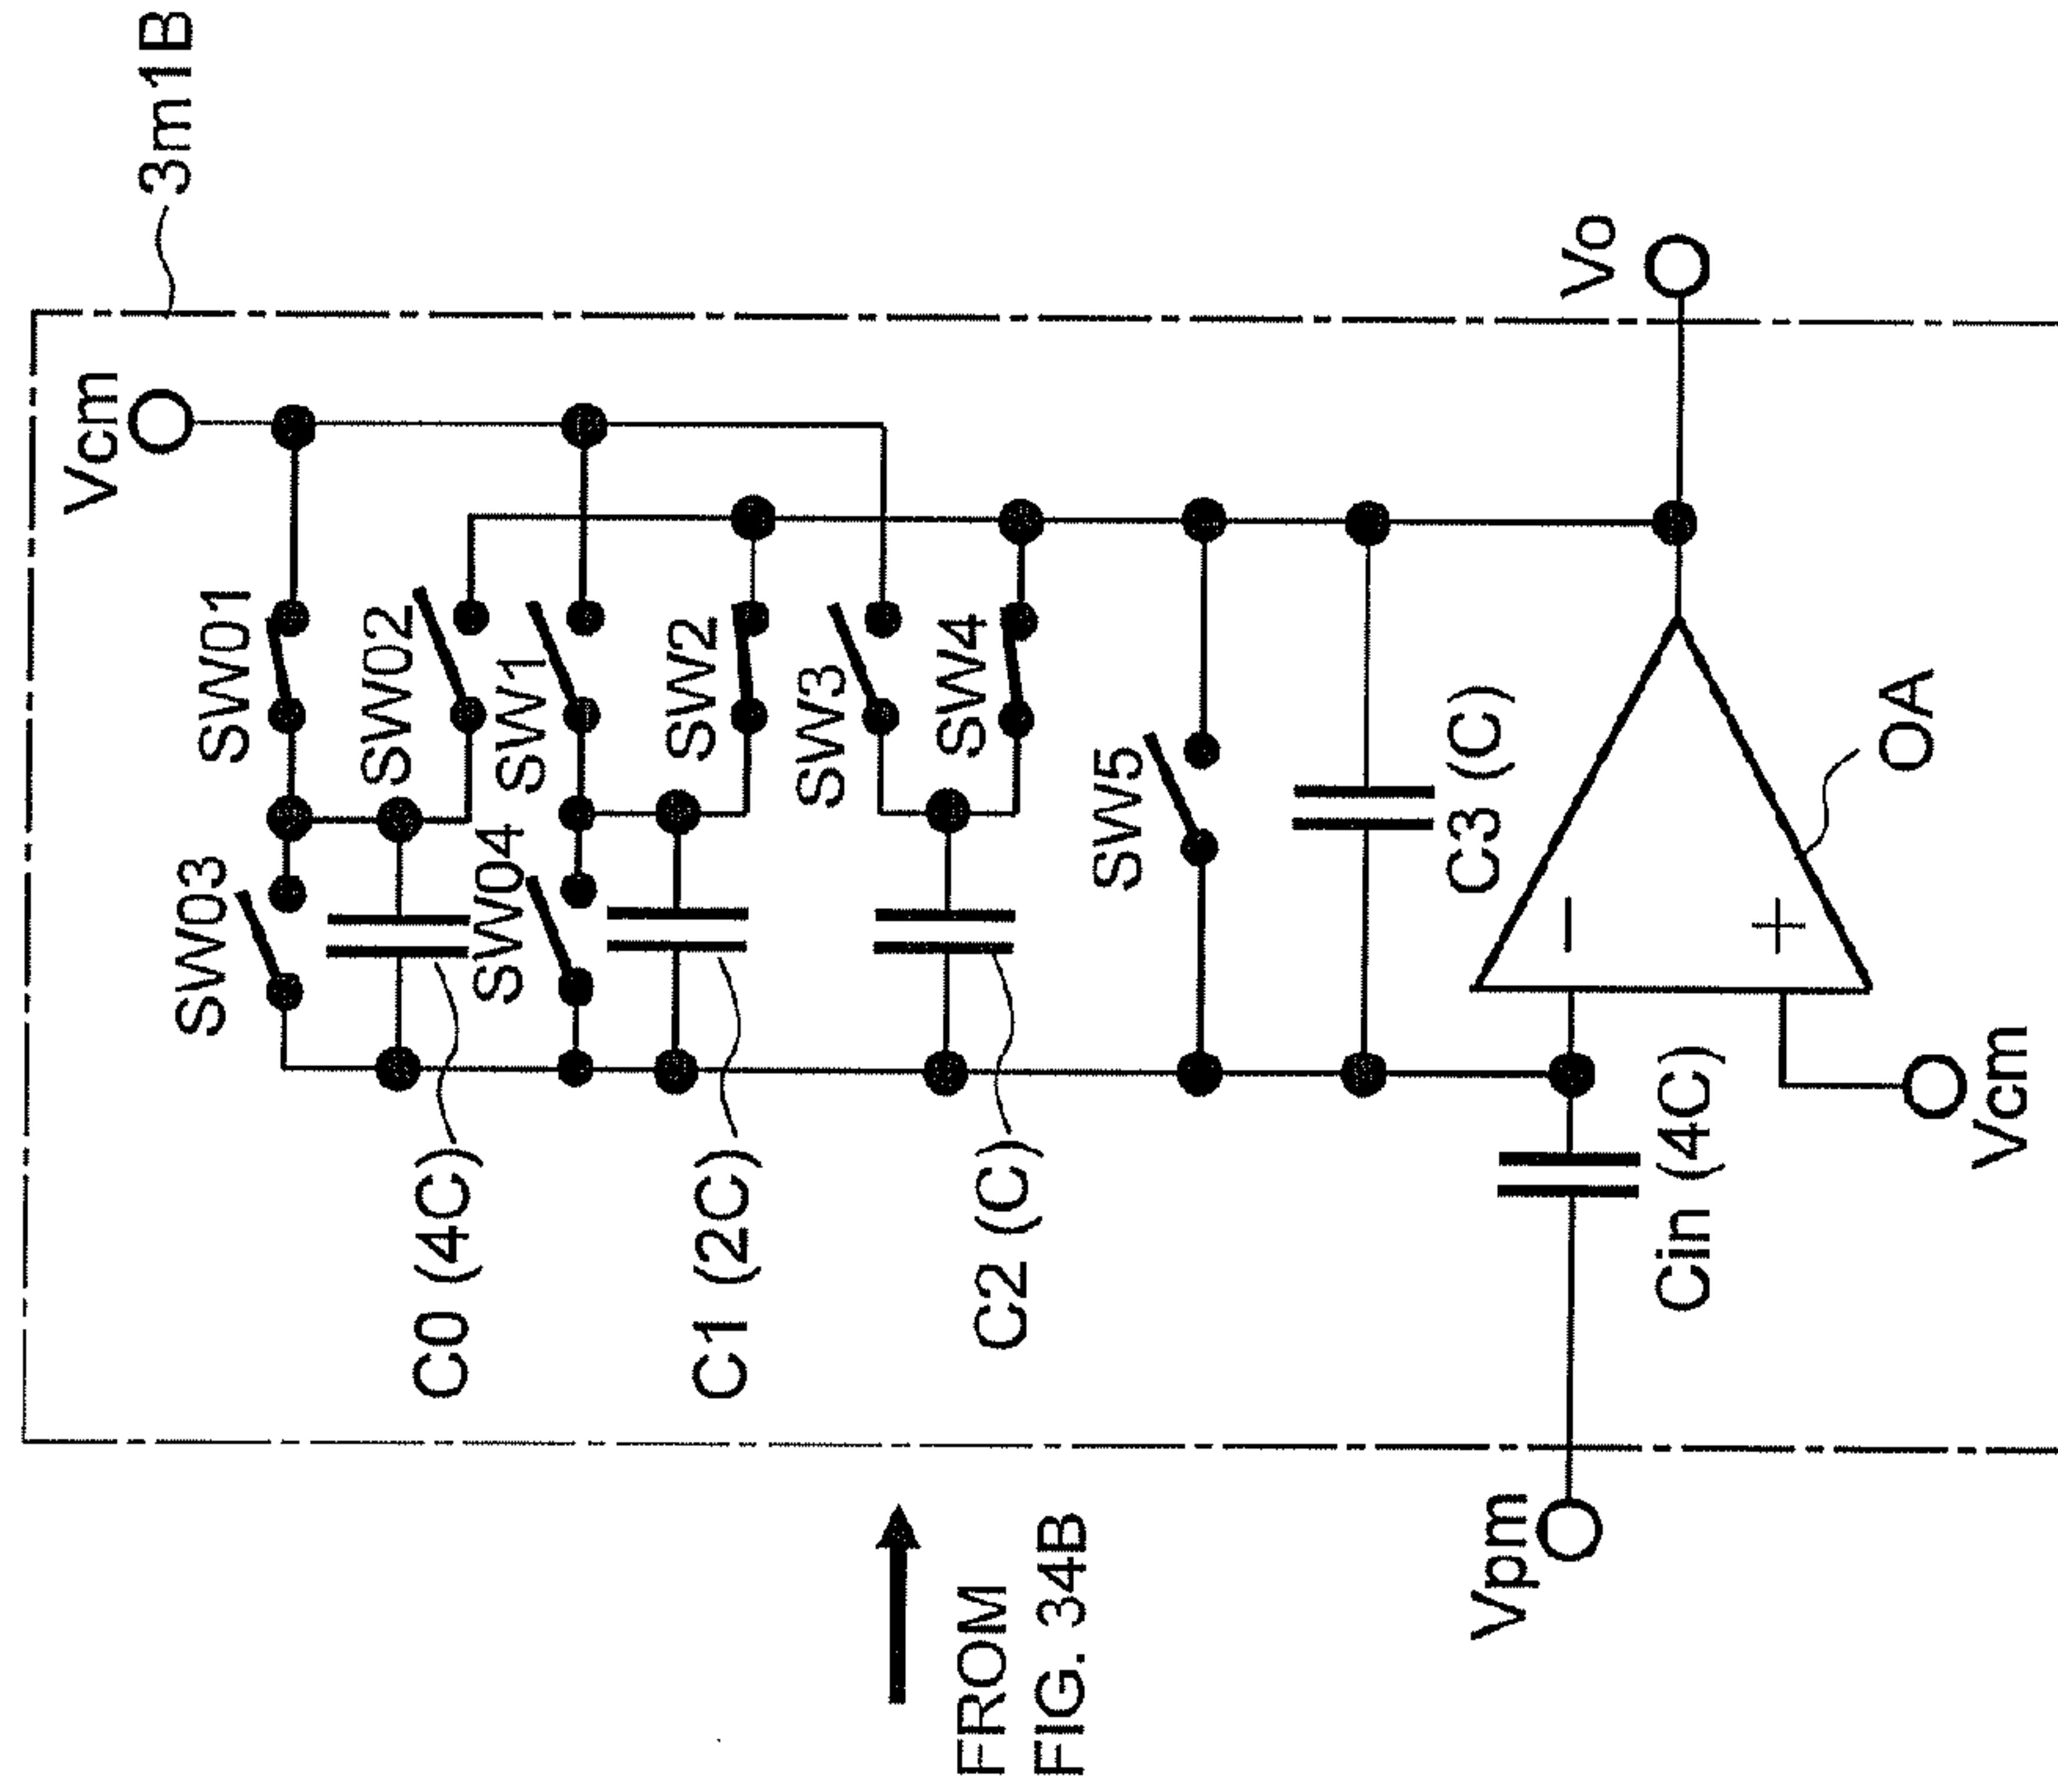 3m1B
Vcm
Vo
SW01
SW02
SW1
SW2
SW3
SW4
SW03
SW04
SW5
C3 (C)
OA
−
+
C0 (4C)
C1 (2C)
C2 (C)
Cin (4C)
Vcm
Vpm
FROM
FIG. 34B